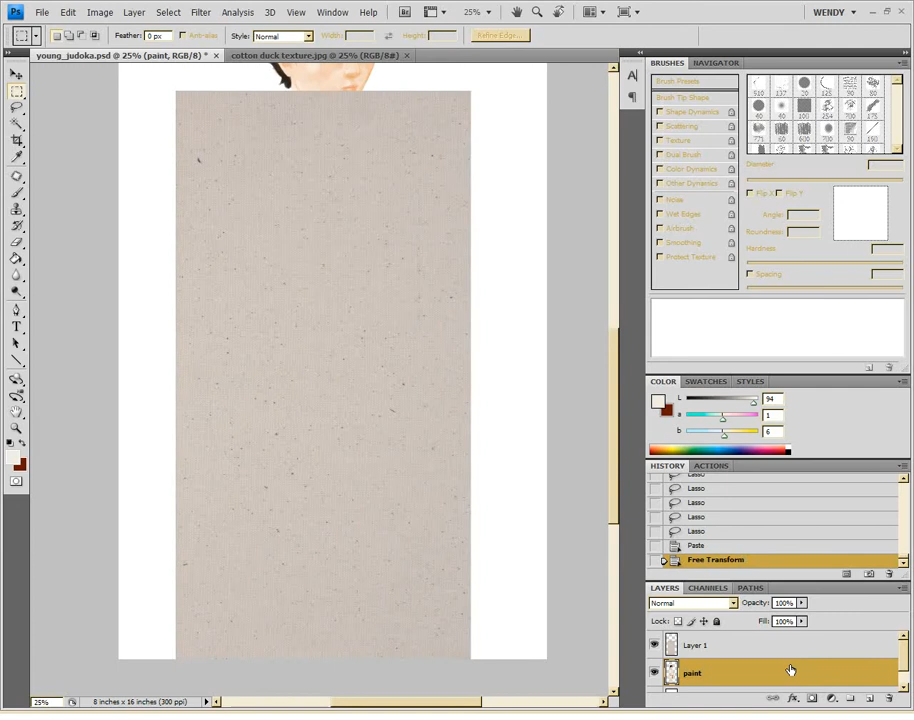 Ps File Edit Image Layer Select Filter Analysis 3D View Window Help Br 25% WENDY
Feather: 0 px Anti-alias Style: Normal Width: Height: Refine Edge...
young_judoka.psd @ 25% (paint, RGB/8) * × cotton duck texture.jpg @ 25% (RGB/8#) ×
BRUSHES NAVIGATOR
Brush Presets
Brush Tip Shape
Shape Dynamics
Scattering
Texture
Dual Brush
Color Dynamics
Other Dynamics
Noise
Wet Edges
Airbrush
Smoothing
Protect Texture
Diameter
Flip X Flip Y
Angle:
Roundness:
Hardness
Spacing
COLOR SWATCHES STYLES
L 94
a 1
b 6
HISTORY ACTIONS
Lasso
Lasso
Lasso
Lasso
Lasso
Paste
Free Transform
LAYERS CHANNELS PATHS
Normal Opacity: 100%
Lock: Fill: 100%
Layer 1
paint
25% 8 inches x 16 inches (300 ppi)